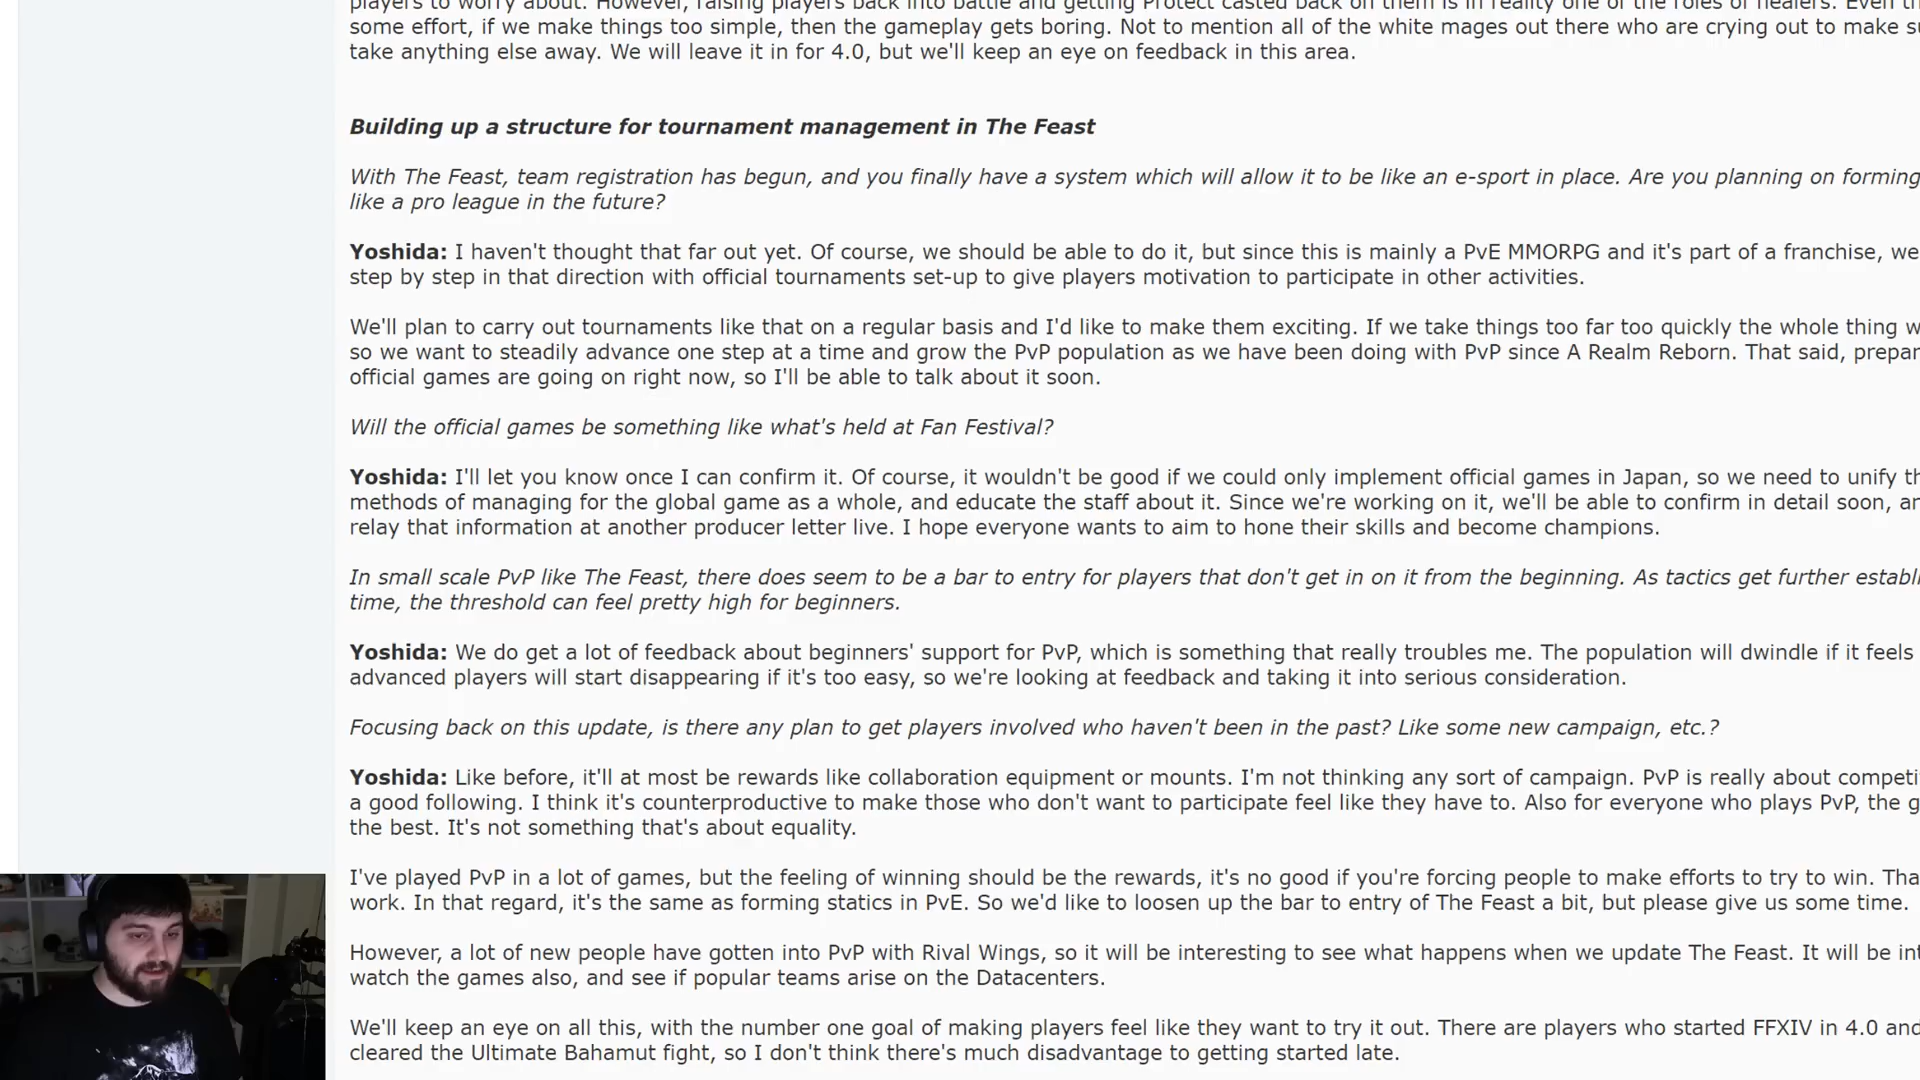 players to worry about. However, raising players back into battle and getting Protect casted back on them is in reality one of the roles of healers. Even
some effort, if we make things too simple, then the gameplay gets boring. Not to mention all of the white mages out there who are crying out to make
take anything else away. We will leave it in for 4.0, but we'll keep an eye on feedback in this area.
Building up a structure for tournament management in The Feast
With The Feast, team registration has begun, and you finally have a system which will allow it to be like an e-sport in place. Are you planning on forming
like a pro league in the future?
Yoshida: I haven't thought that far out yet. Of course, we should be able to do it, but since this is mainly a PvE MMORPG and it's part of a franchise, we
step by step in that direction with official tournaments set-up to give players motivation to participate in other activities.
We'll plan to carry out tournaments like that on a regular basis and I'd like to make them exciting. If we take things too far too quickly the whole thing
so we want to steadily advance one step at a time and grow the PvP population as we have been doing with PvP since A Realm Reborn. That said,
official games are going on right now, so I'll be able to talk about it soon.
Will the official games be something like what's held at Fan Festival?
Yoshida: I'll let you know once I can confirm it. Of course, it wouldn't be good if we could only implement official games in Japan, so we need to unify
methods of managing for the global game as a whole, and educate the staff about it. Since we're working on it, we'll be able to confirm in detail soon,
relay that information at another producer letter live. I hope everyone wants to aim to hone their skills and become champions.
In small scale PvP like The Feast, there does seem to be a bar to entry for players that don't get in on it from the beginning. As tactics get further
time, the threshold can feel pretty high for beginners.
Yoshida: We do get a lot of feedback about beginners' support for PvP, which is something that really troubles me. The population will dwindle if it feels
advanced players will start disappearing if it's too easy, so we're looking at feedback and taking it into serious consideration.
Focusing back on this update, is there any plan to get players involved who haven't been in the past? Like some new campaign, etc.?
Yoshida: Like before, it'll at most be rewards like collaboration equipment or mounts. I'm not thinking any sort of campaign. PvP is really about
a good following. I think it's counterproductive to make those who don't want to participate feel like they have to. Also for everyone who plays PvP, the
the best. It's not something that's about equality.
I've played PvP in a lot of games, but the feeling of winning should be the rewards, it's no good if you're forcing people to make efforts to try to win.
work. In that regard, it's the same as forming statics in PvE. So we'd like to loosen up the bar to entry of The Feast a bit, but please give us some time.
However, a lot of new people have gotten into PvP with Rival Wings, so it will be interesting to see what happens when we update The Feast. It will be
watch the games also, and see if popular teams arise on the Datacenters.
We'll keep an eye on all this, with the number one goal of making players feel like they want to try it out. There are players who started FFXIV in 4.0 and
cleared the Ultimate Bahamut fight, so I don't think there's much disadvantage to getting started late.